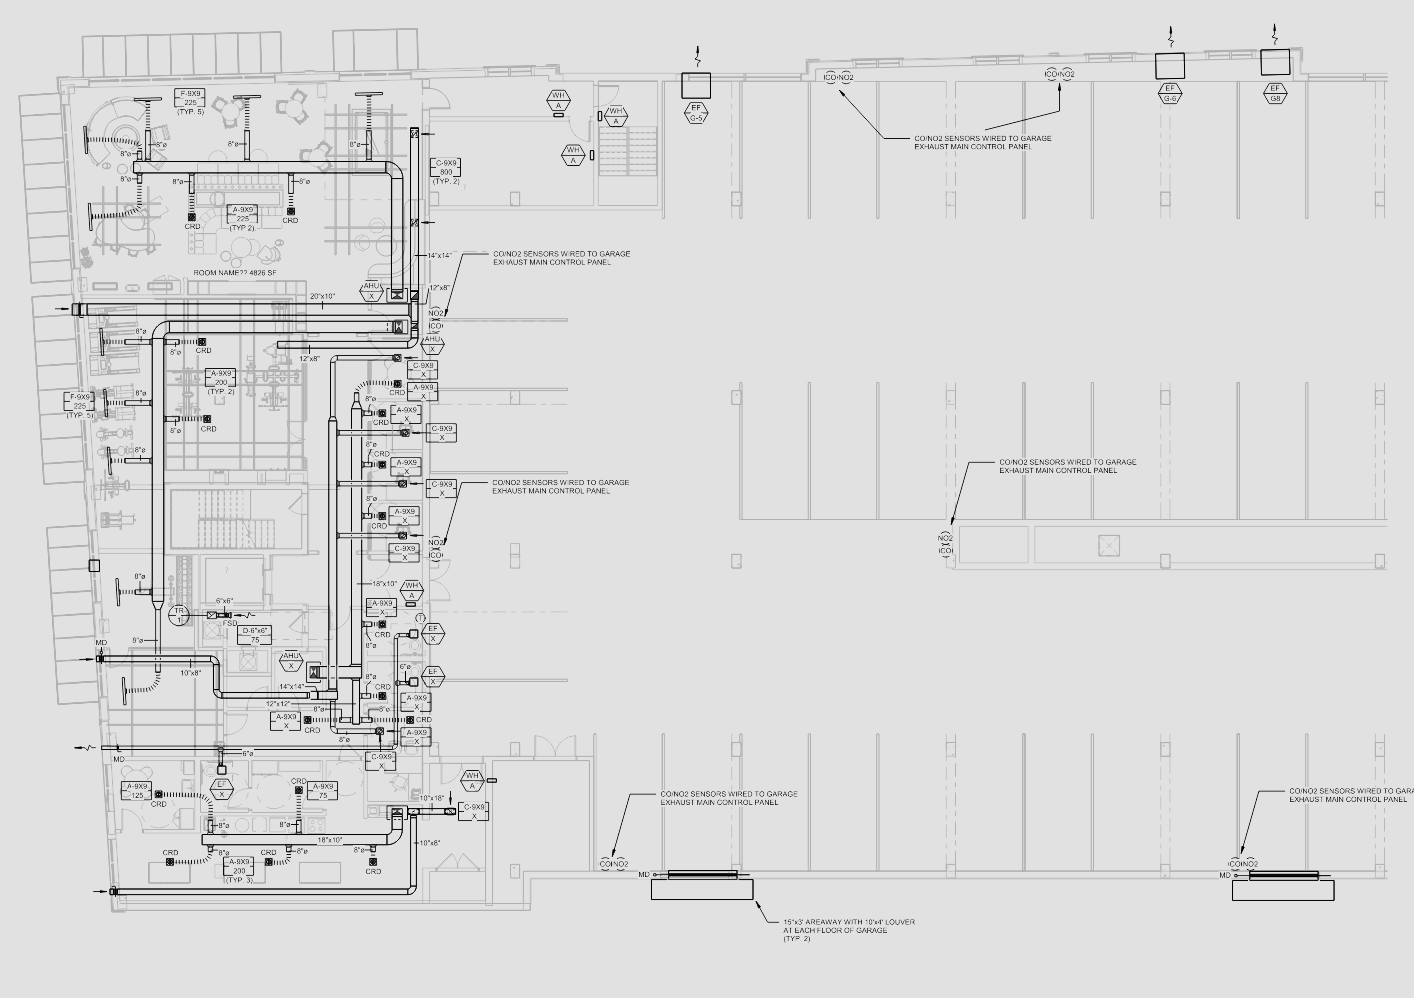 F-9X9
225
(TYP. 5)
8"ø
8"ø
8"ø
8"ø
8"ø
8"ø
8"ø
A-9X9
225
(TYP 2)
CRD
CRD
C-9X9
800
(TYP. 2)
WH
A
WH
A
WH
A
EF
G-5
EF
G-6
EF
G8
(CO)NO2
(CO)NO2
CO/NO2 SENSORS WIRED TO GARAGE
EXHAUST MAIN CONTROL PANEL
14"x14"
CO/NO2 SENSORS WIRED TO GARAGE
EXHAUST MAIN CONTROL PANEL
ROOM NAME?? 4826 SF
AHU
X
12"x8"
20"x10"
NO2
(CO)
AHU
X
8"ø
8"ø
CRD
12"x8"
C-9X9
X
A-9X9
200
(TYP. 2)
F-9X9
225
(TYP. 5)
8"ø
8"ø
CRD
CRD
A-9X9
X
8"ø
A-9X9
X
CRD
C-9X9
X
8"ø
8"ø
CRD
A-9X9
X
C-9X9
X
8"ø
CRD
A-9X9
X
C-9X9
X
CO/NO2 SENSORS WIRED TO GARAGE
EXHAUST MAIN CONTROL PANEL
CO/NO2 SENSORS WIRED TO GARAGE
EXHAUST MAIN CONTROL PANEL
NO2
(CO)
NO2
(CO)
?
8"ø
18"x10"
WH
A
TR
1
6"x6"
FSD
D-6"x6"
75
A-9X9
X
CRD
8"ø
T
EF
X
8"ø
MD
10"x8"
AHU
X
6"ø
EF
X
8"ø
14"x14"
12"x12"
CRD
A-9X9
X
A-9X9
X
8"ø
8"ø
CRD
CRD
8"ø
A-9X9
X
MD
6"ø
C-9X9
X
EF
X
A-9X9
125
CRD
CRD
A-9X9
75
WH
A
10"x18"
C-9X9
X
8"ø
8"ø
18"x10"
10"x8"
CRD
8"ø
CRD
8"ø
8"ø
CRD
A-9X9
200
(TYP. 3)
CO/NO2 SENSORS WIRED TO GARAGE
EXHAUST MAIN CONTROL PANEL
CO/NO2 SENSORS WIRED TO GARA
EXHAUST MAIN CONTROL PANEL
(CO)NO2
MD
(CO)NO2
MD
15"x3' AREAWAY WITH 10'x4' LOUVER
AT EACH FLOOR OF GARAGE
(TYP. 2)